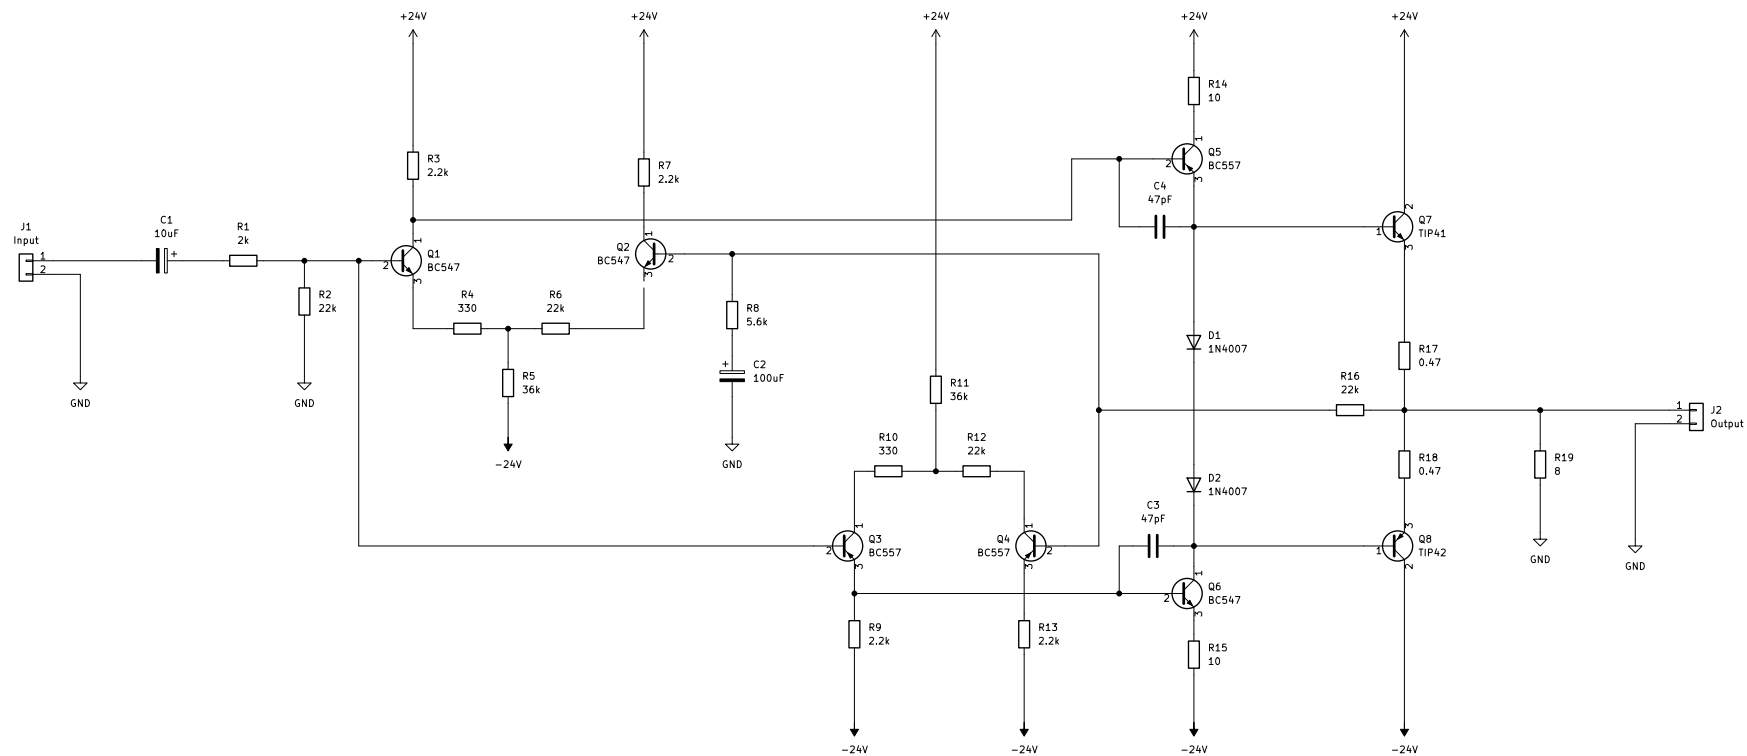 +24V
+24V
+24V
+24V
+24V
R14
10
1
Q5
BC557
2
3
R3
2.2k
R7
2.2k
C4
47pF
2
Q7
TIP41
1
3
J1
Input
1
2
C1
10uF
+
R1
2k
1
Q1
BC547
2
3
1
Q2
BC547
2
3
R2
22k
R4
330
R6
22k
R8
5.6k
D1
1N4007
R17
0.47
R5
36k
+
C2
100uF
R11
36k
R16
22k
GND
GND
1
2
J2
Output
-24V
GND
R10
330
R12
22k
R18
0.47
R19
8
D2
1N4007
C3
47pF
1
Q3
BC557
2
3
1
Q4
BC557
2
3
3
Q8
TIP42
1
2
GND
GND
1
Q6
BC547
2
3
R9
2.2k
R13
2.2k
R15
10
-24V
-24V
-24V
-24V